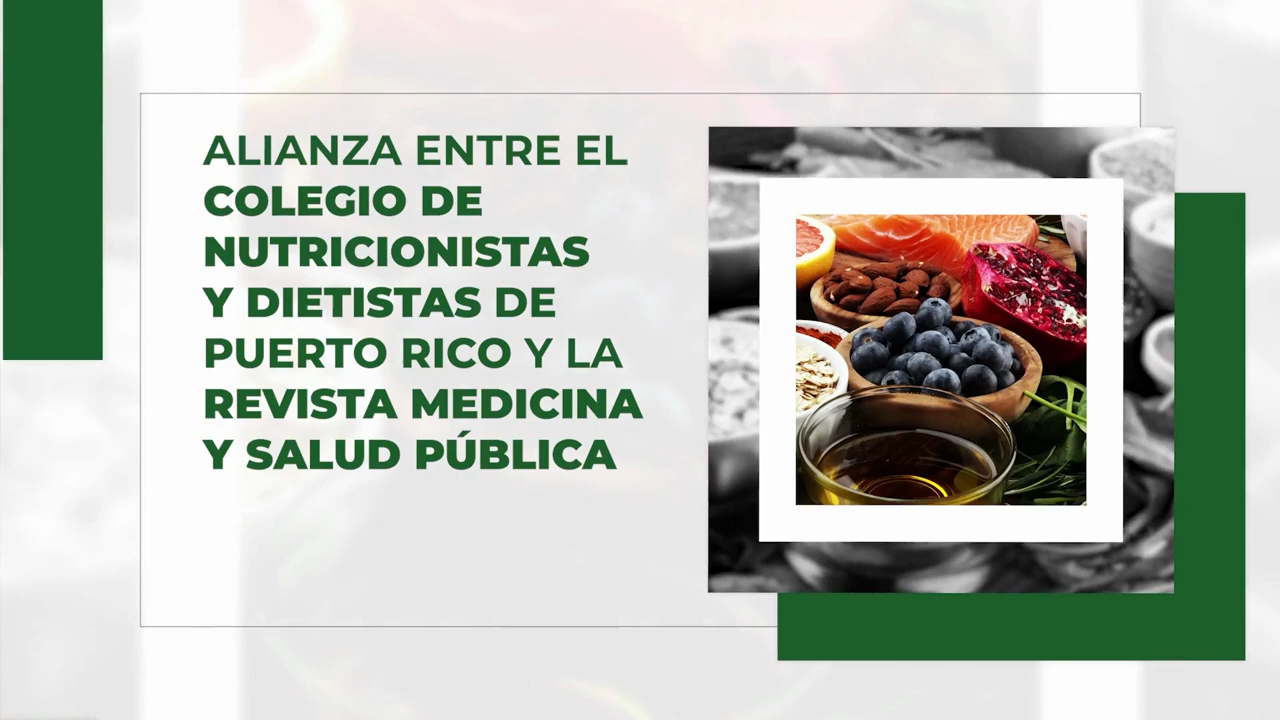 ALIANZA ENTRE EL
COLEGIO DE
NUTRICIONISTAS
Y DIETISTAS DE
PUERTO RICO Y LA
REVISTA MEDICINA
Y SALUD PÚBLICA